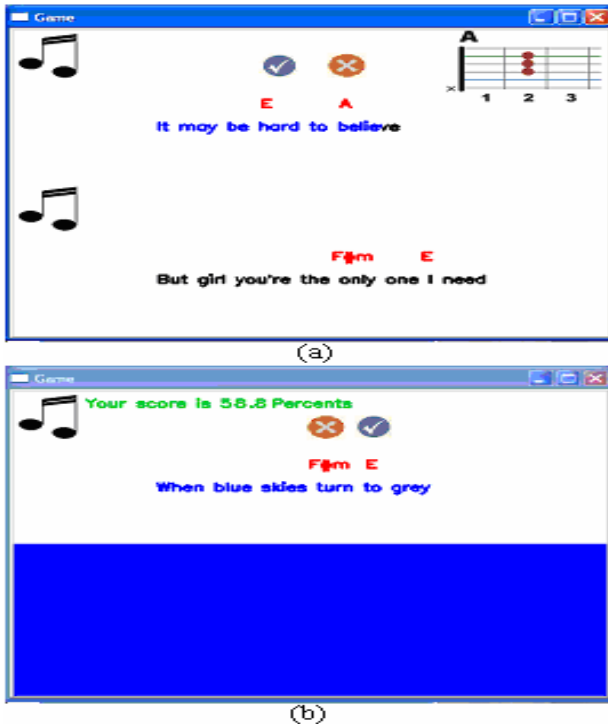 Game
A
E A
x
1 2 3
It may be hard to believe
F#m E
But girl you're the only one I need
(a)
Game
Your score is 58.8 Percents
F#m E
When blue skies turn to grey
(b)